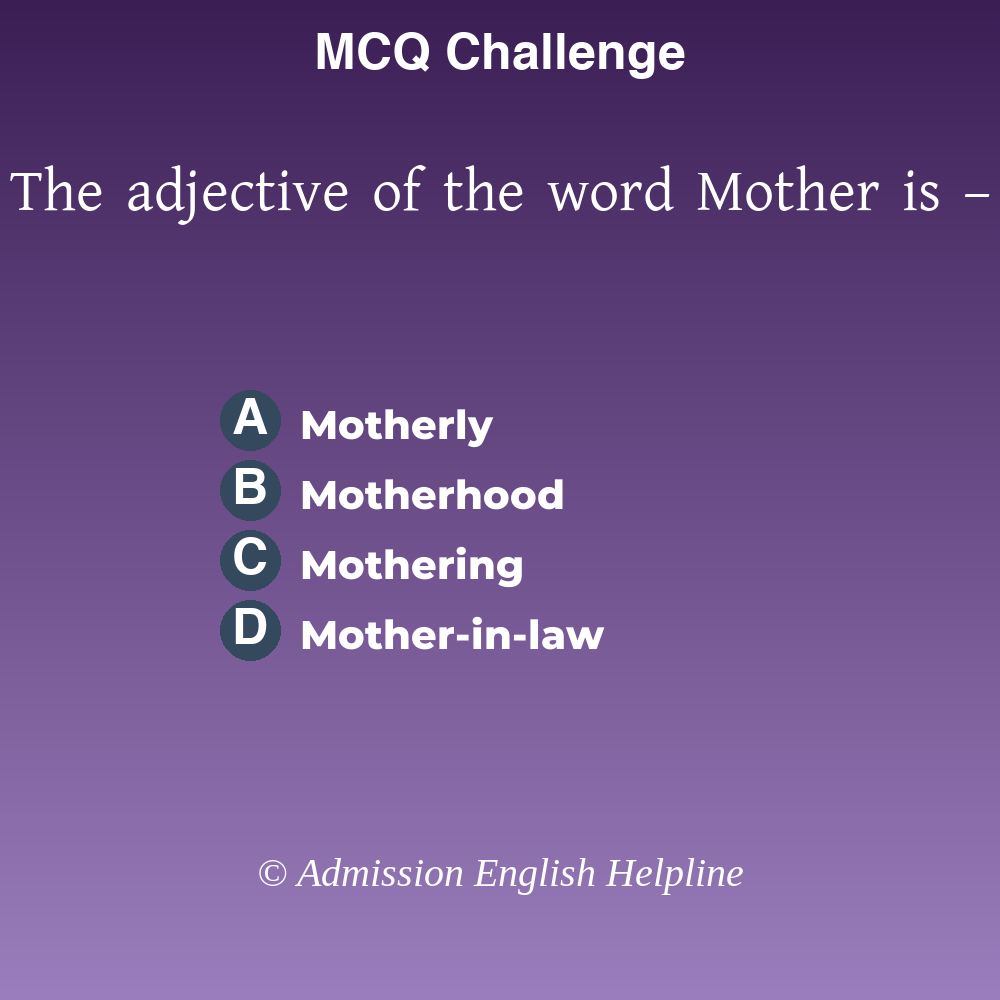 MCQ Challenge
The adjective of the word Mother is –
A Motherly
B Motherhood
C Mothering
D Mother-in-law
© Admission English Helpline